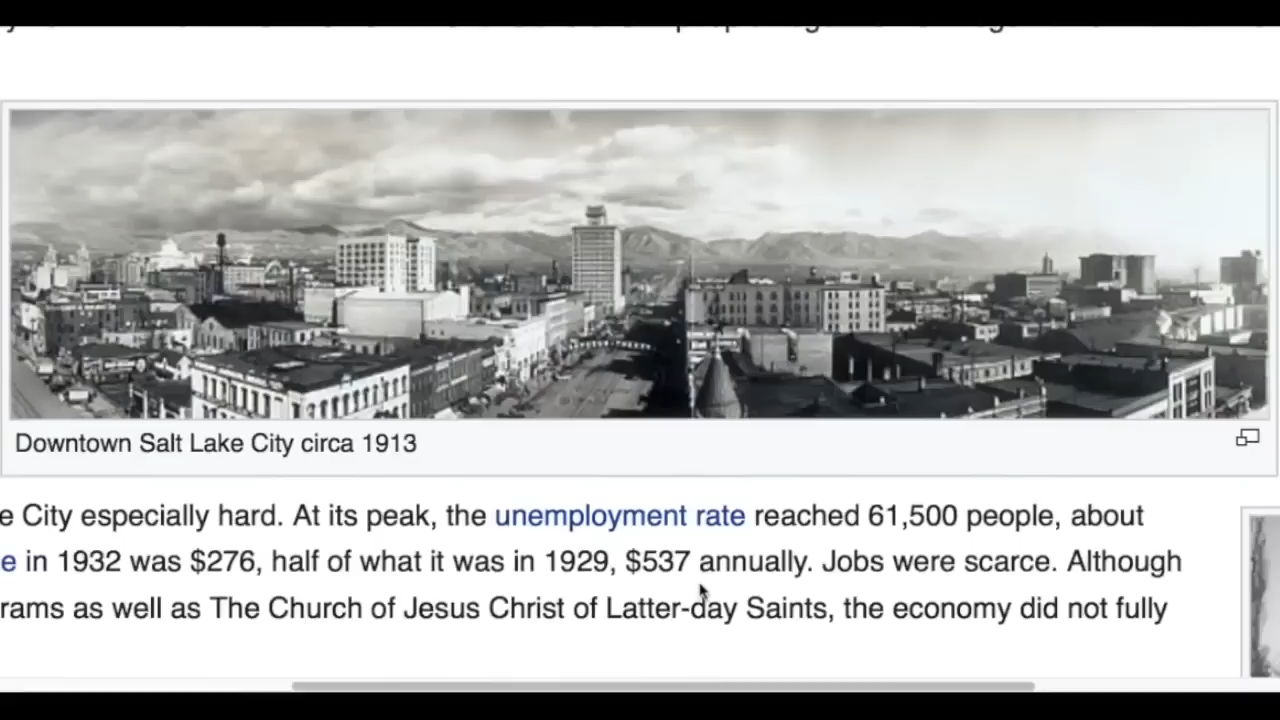 Downtown Salt Lake City circa 1913
e City especially hard. At its peak, the unemployment rate reached 61,500 people, about
e in 1932 was $276, half of what it was in 1929, $537 annually. Jobs were scarce. Although
rams as well as The Church of Jesus Christ of Latter-day Saints, the economy did not fully